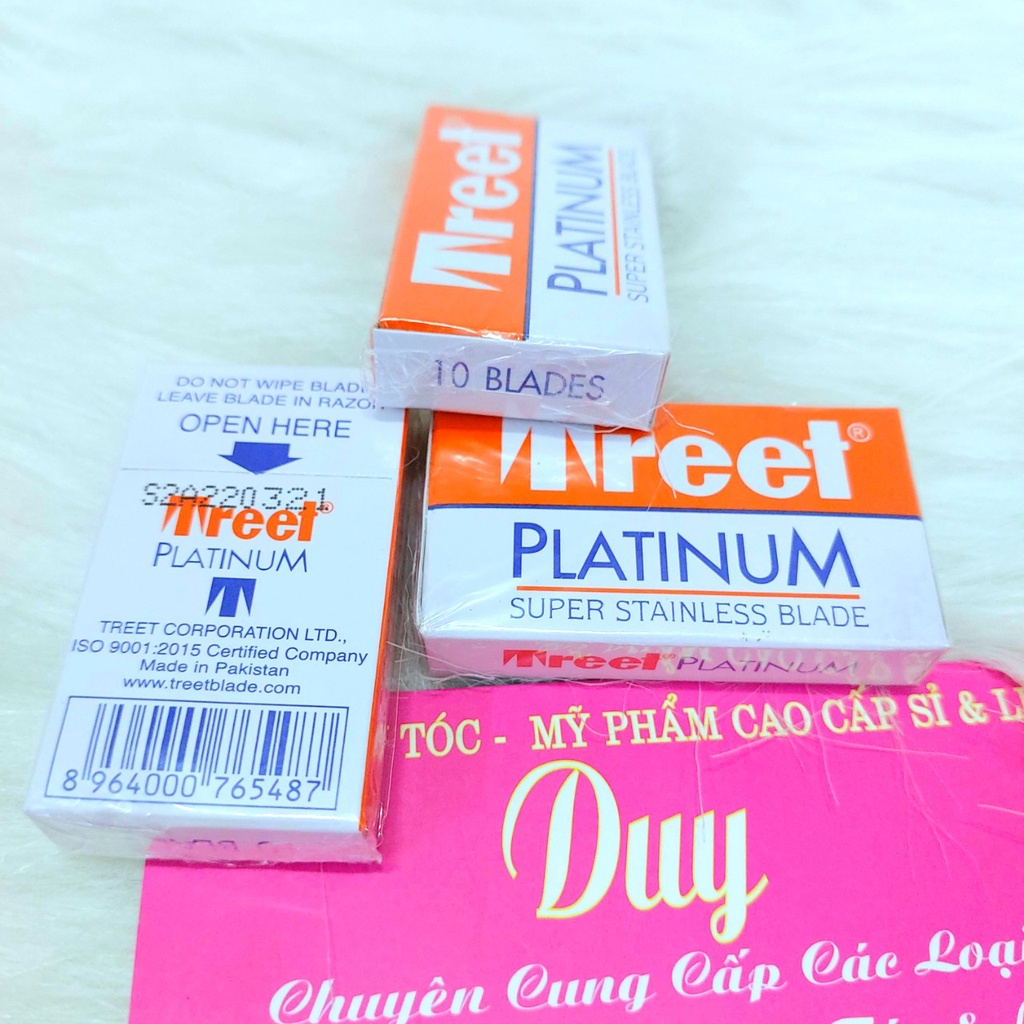 Treet
PLATINUM
SUPER STAINLESS BLADE
10 BLADES
DO NOT WIPE
LEAVE BLADE IN
OPEN HERE
S2A220321
Treet®
PLATINUM
TREET CORPORATION LTD.,
ISO 9001:2015 Certified Company
Made in Pakistan
www.treetblade.com
8 964000 765487
Treet®
PLATINUM
SUPER STAINLESS BLADE
Treet® PLATINUM
TÓC - MỸ PHẨM CAO CẤP SỈ &
Duy
Chuyên Cung Cấp Các Loại